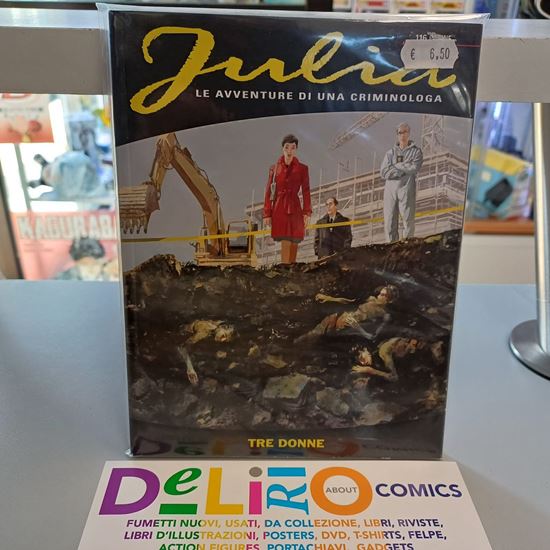 Julia
€ 6,50
LE AVVENTURE DI UNA CRIMINOLOGA
KAGURABA
TRE DONNE
DeLiRiO ABOUT COMICS
FUMETTI NUOVI, USATI, DA COLLEZIONE, LIBRI, RIVISTE,
LIBRI D'ILLUSTRAZIONI, POSTERS, DVD, T-SHIRTS, FELPE,
ACTION FIGURES, PORTACHIAVI, GADGETS